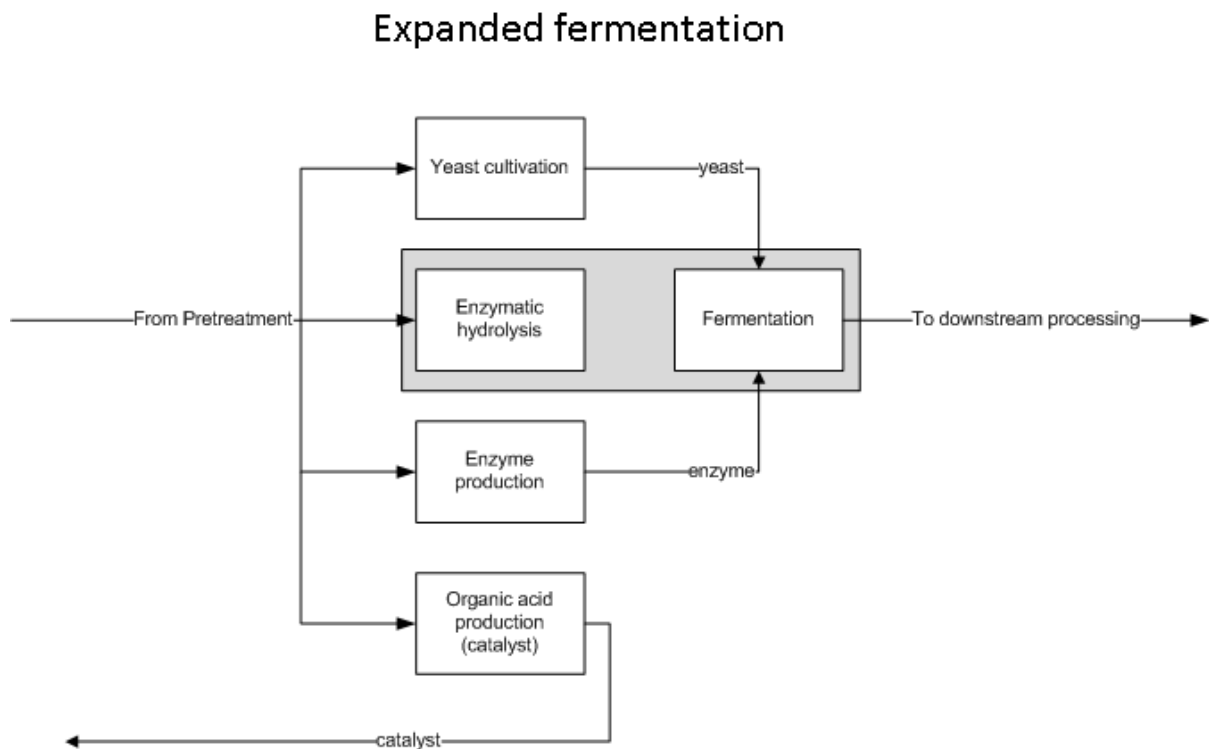 Expanded fermentation
Yeast cultivation
yeast
From Pretreatment
Enzymatic
hydrolysis
Fermentation
To downstream processing
Enzyme
production
enzyme
Organic acid
production
(catalyst)
catalyst